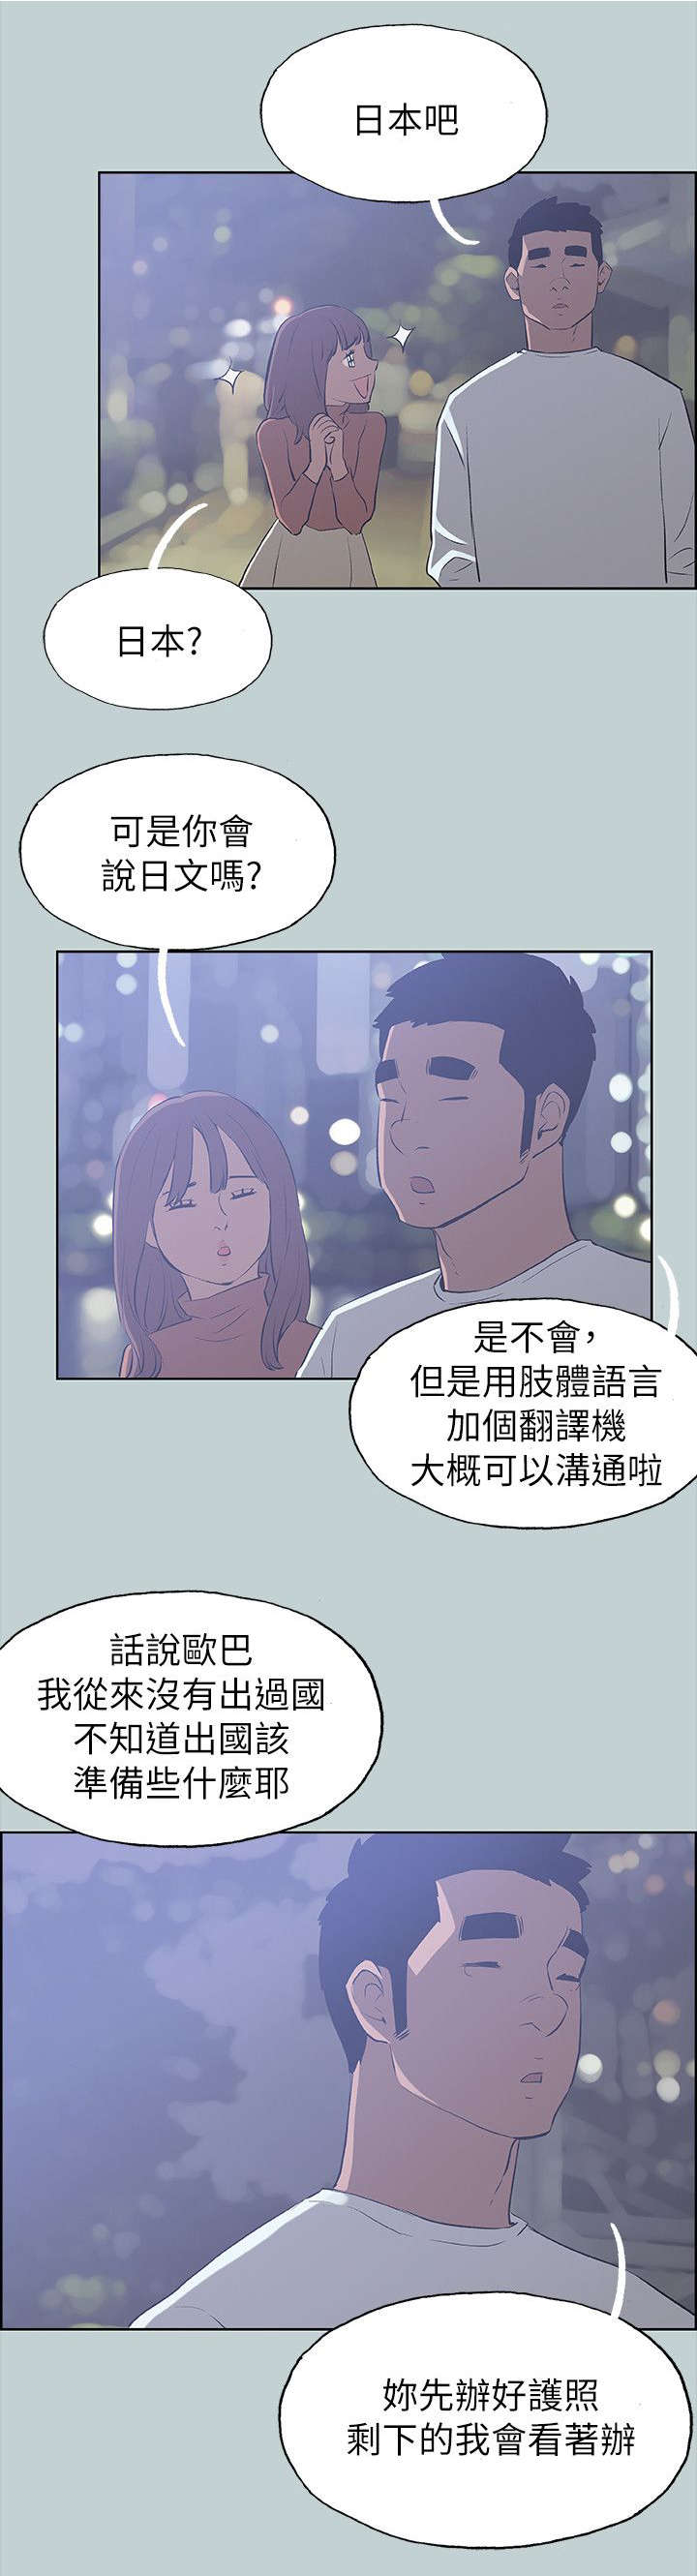 日本吧
日本?
可是你會
說日文嗎?
是不會，
但是用肢體語言
加個翻譯機
大概可以溝通啦
話說歐巴
我從來沒有出過國
不知道出國該
準備些什麼耶
妳先辦好護照
剩下的我會看著辦